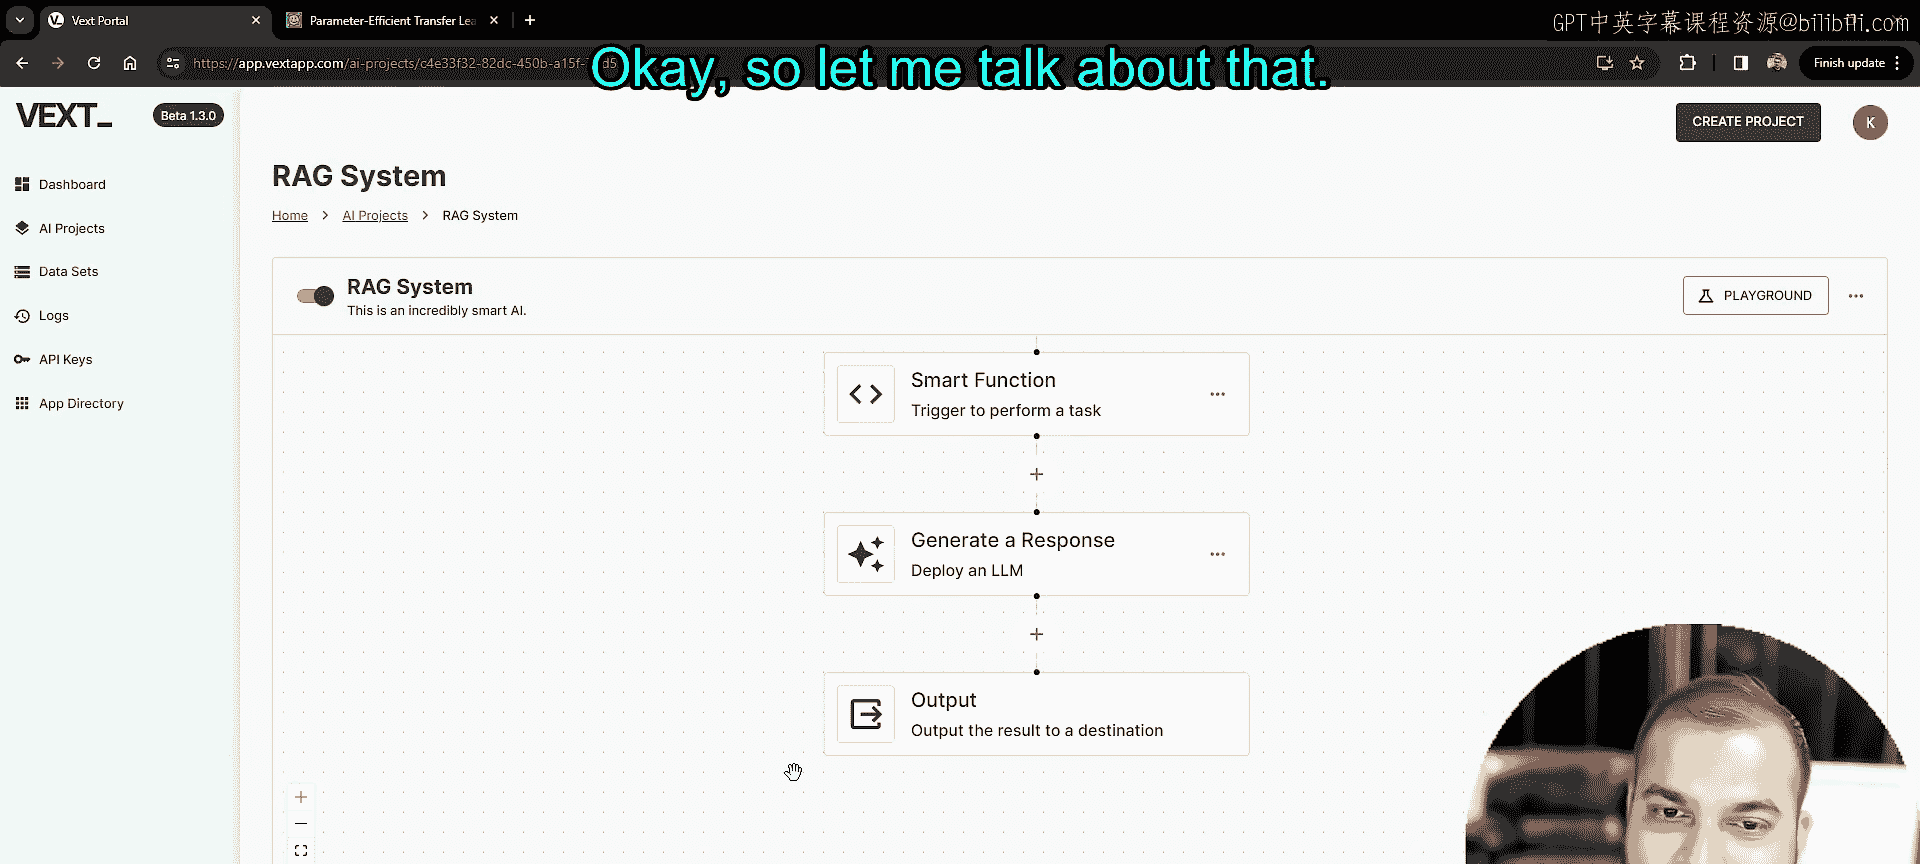 Vext Portal
Parameter-Efficient Transfer Lea
GPT中英字幕课程资源@bilibili.com
https://app.vextapp.com/ai-projects/c4e33f32-82dc-450b-a15f-
Finish update
Okay, so let me talk about that.
VEXT_
Beta 1.3.0
CREATE PROJECT
K
Dashboard
AI Projects
Data Sets
Logs
API Keys
App Directory
RAG System
Home > AI Projects > RAG System
RAG System
This is an incredibly smart AI.
PLAYGROUND
Smart Function
Trigger to perform a task
Generate a Response
Deploy an LLM
Output
Output the result to a destination